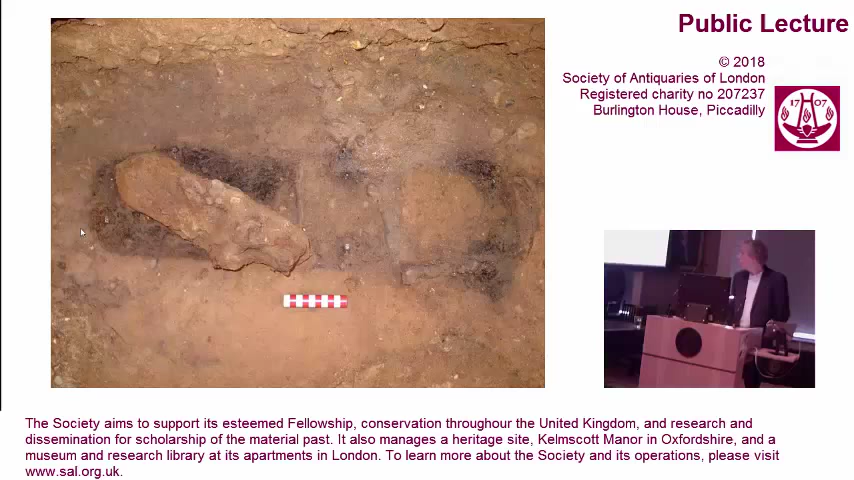 Public Lecture
© 2018
Society of Antiquaries of London
Registered charity no 207237
Burlington House, Piccadilly
1707
The Society aims to support its esteemed Fellowship, conservation throughour the United Kingdom, and research and
dissemination for scholarship of the material past. It also manages a heritage site, Kelmscott Manor in Oxfordshire, and a
museum and research library at its apartments in London. To learn more about the Society and its operations, please visit
www.sal.org.uk.